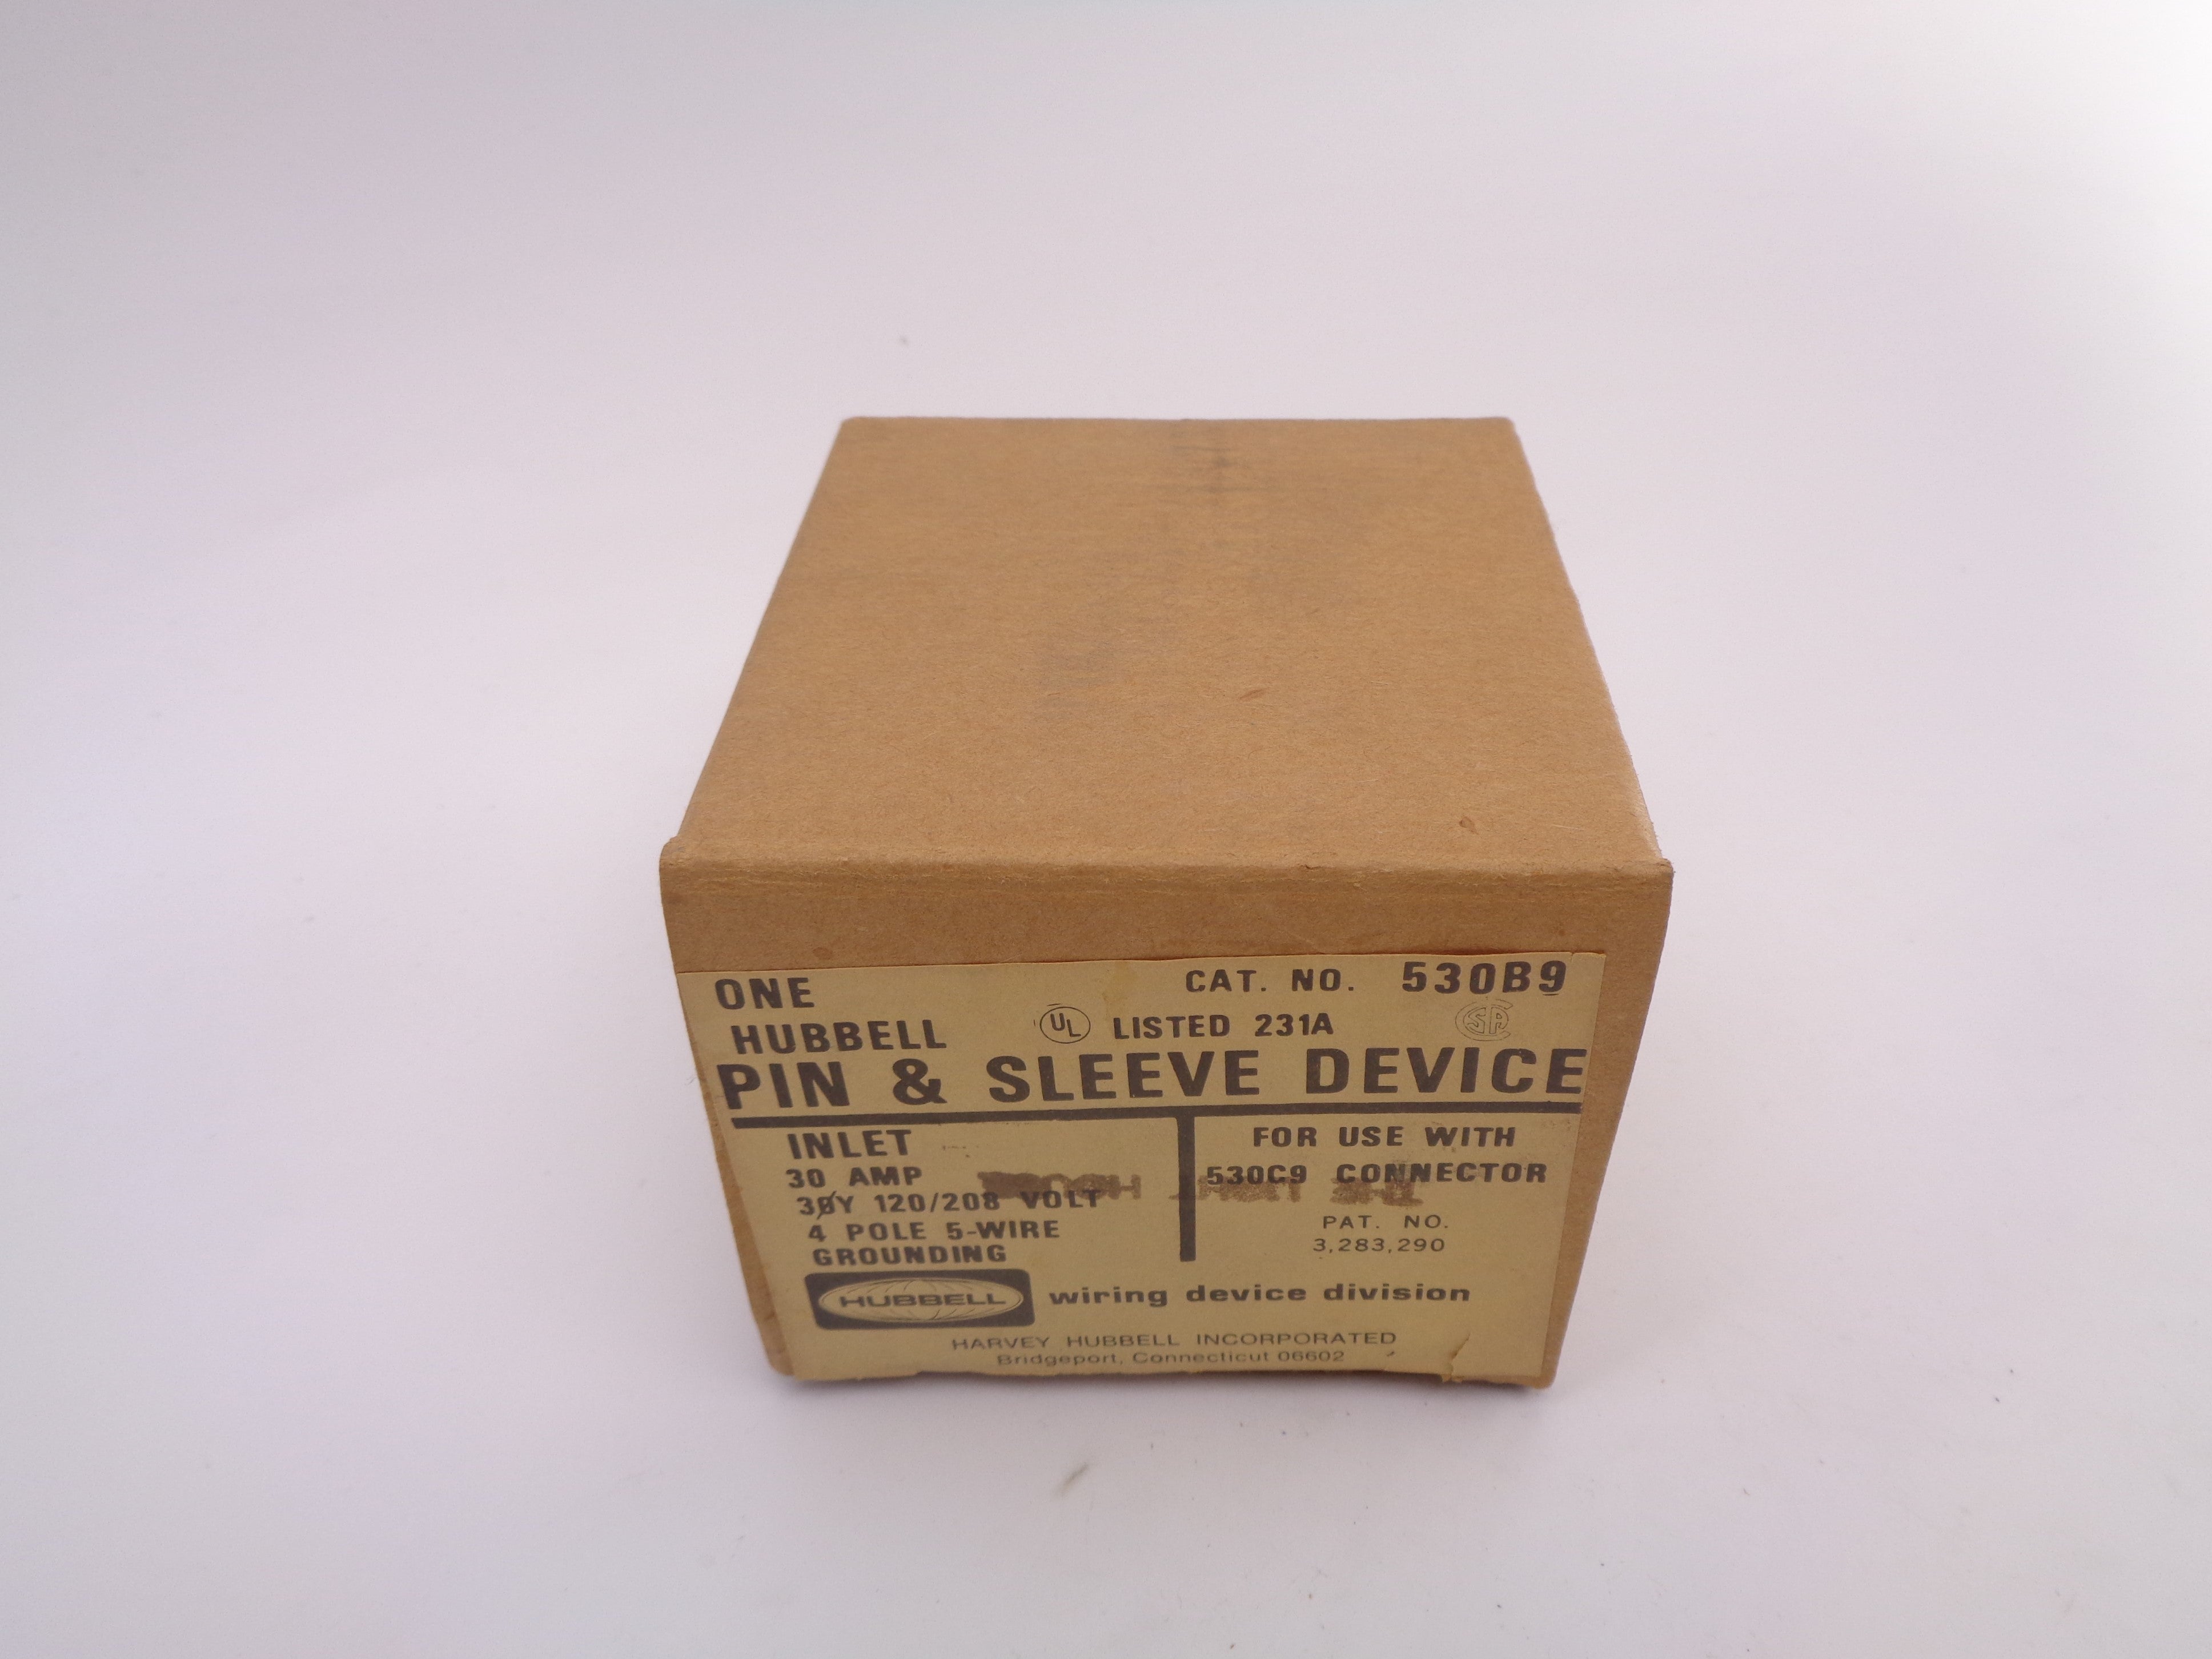 ONE
CAT. NO. 530B9
HUBBELL
UL LISTED 231A
PIN & SLEEVE DEVICE
INLET
30 AMP
30Y 120/208 VOLT
4 POLE 5-WIRE
GROUNDING
FOR USE WITH
530C9 CONNECTOR
PAT. NO.
3,283,290
HUBBELL
wiring device division
HARVEY HUBBELL INCORPORATED
Bridgeport, Connecticut 06602